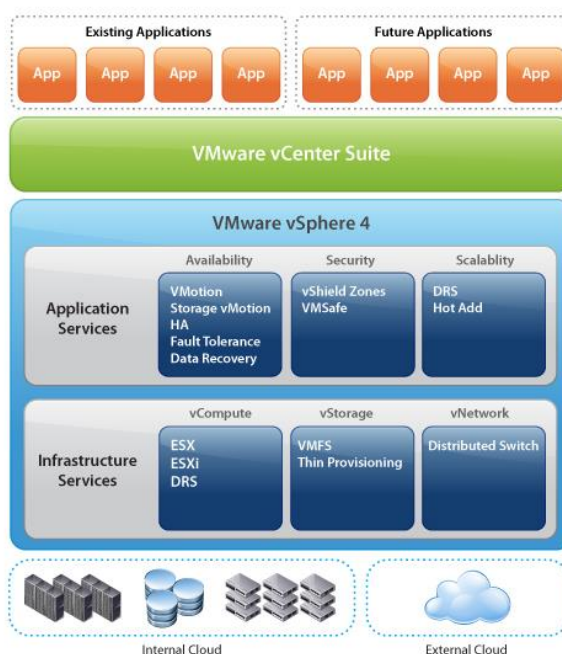 Existing Applications
Future Applications
App App App App
App App App App
VMware vCenter Suite
VMware vSphere 4
Application
Services
Availability
VMotion
Storage vMotion
HA
Fault Tolerance
Data Recovery
Security
vShield Zones
VMSafe
Scalablity
DRS
Hot Add
Infrastructure
Services
vCompute
ESX
ESXi
DRS
vStorage
VMFS
Thin Provisioning
vNetwork
Distributed Switch
Internal Cloud
External Cloud